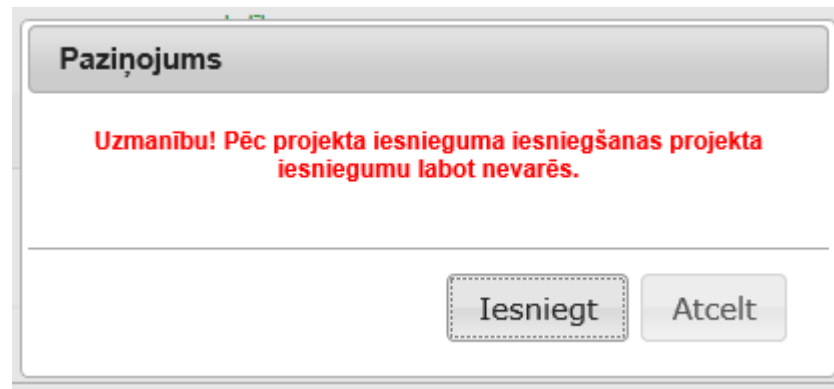 Paziņojums
Uzmanību! Pēc projekta iesnieguma iesniegšanas projekta
iesniegumu labot nevarēs.
Iesniegt Atcelt